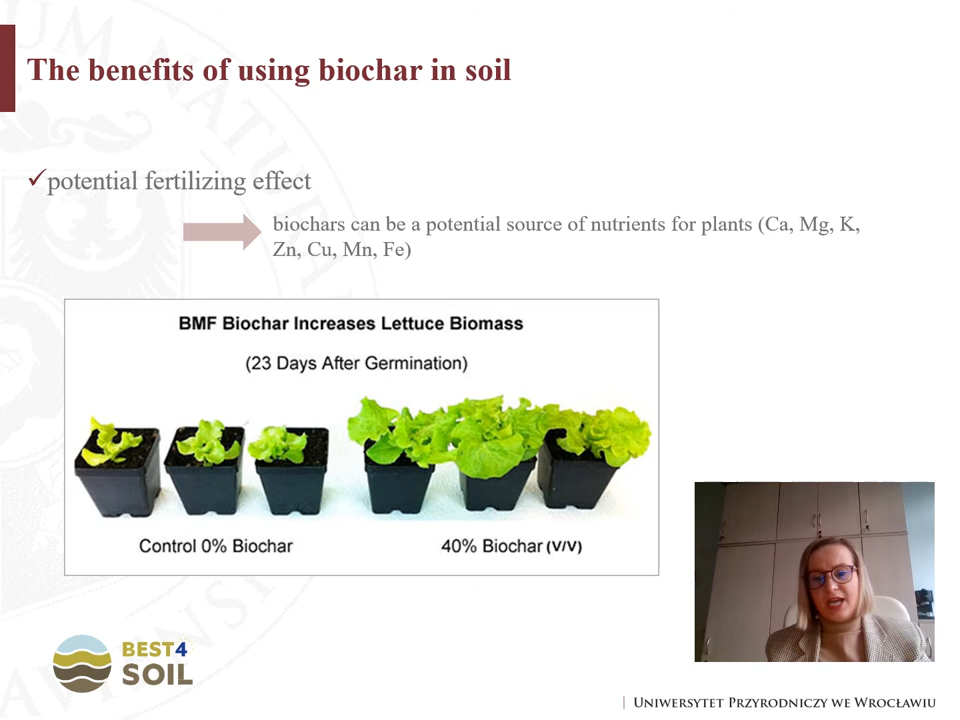 The benefits of using biochar in soil
✓potential fertilizing effect
biochars can be a potential source of nutrients for plants (Ca, Mg, K,
Zn, Cu, Mn, Fe)
BMF Biochar Increases Lettuce Biomass
(23 Days After Germination)
Control 0% Biochar
40% Biochar (V/V)
BEST4
SOIL
| UNIWERSYTET PRZYRODNICZY WE WROCŁAWIU